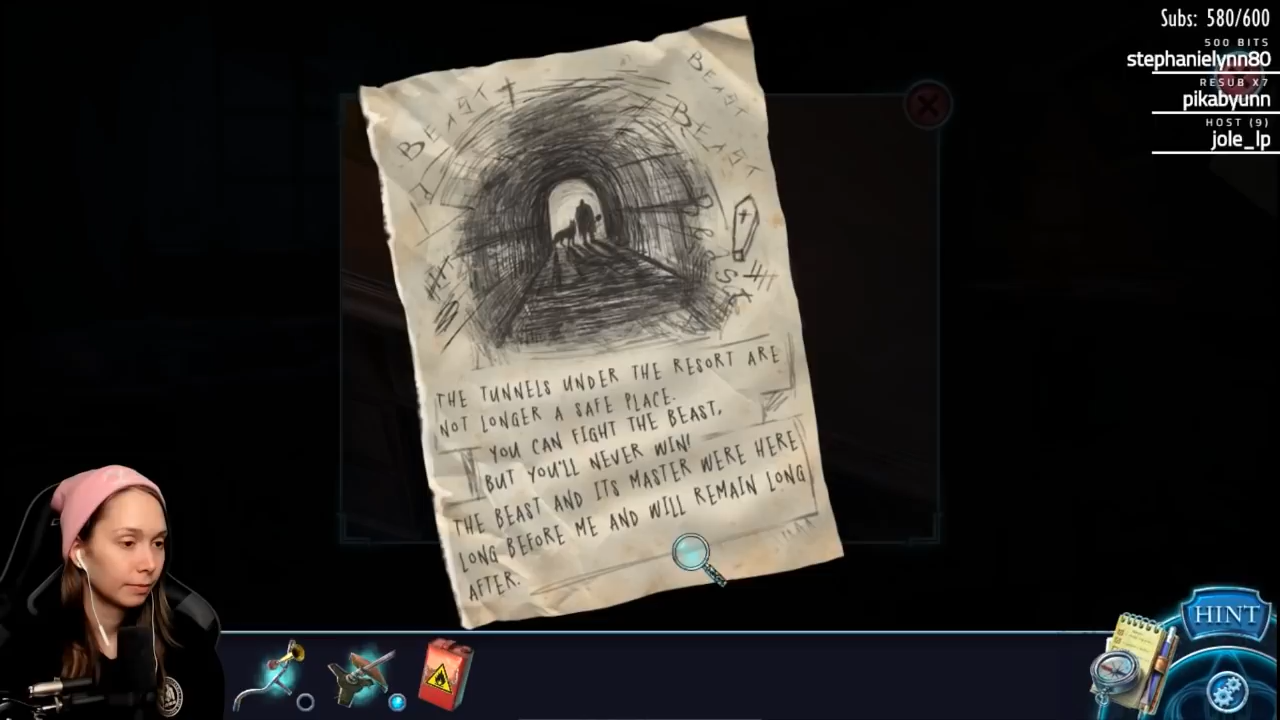 Subs: 580/600
500 BITS
stephanielynn80
RESUB X7
pikabyunn
HOST (9)
jole_lp
BEAST
BEAST
BEAST
BEAST
THE TUNNELS UNDER THE RESORT ARE
NOT LONGER A SAFE PLACE.
YOU CAN FIGHT THE BEAST,
BUT YOU'LL NEVER WIN!
THE BEAST AND ITS MASTER WERE HERE
LONG BEFORE ME AND WILL REMAIN LONG
AFTER.
HINT